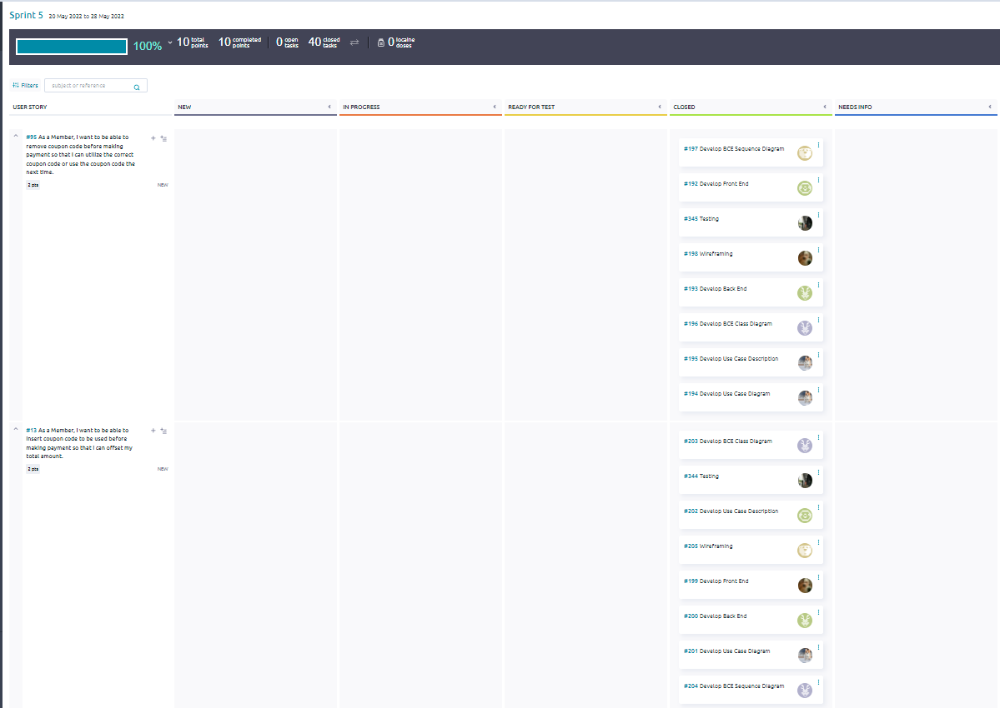 Sprint 5 20 May 2022 to 28 May 2022
100% 10 total points 10 completed points 0 open tasks 40 closed tasks 0 Iocaine doses
Filters subject or reference
USER STORY NEW IN PROGRESS READY FOR TEST CLOSED NEEDS INFO
#95 As a Member, I want to be able to
remove coupon code before making
payment so that I can utilize the correct
coupon code or use the coupon code the
next time.
2 pts NEW
#197 Develop BCE Sequence Diagram
#192 Develop Front End
#345 Testing
#198 Wireframing
#193 Develop Back End
#196 Develop BCE Class Diagram
#195 Develop Use Case Description
#194 Develop Use Case Diagram
#13 As a Member, I want to be able to
insert coupon code to be used before
making payment so that I can offset my
total amount.
2 pts NEW
#203 Develop BCE Class Diagram
#344 Testing
#202 Develop Use Case Description
#205 Wireframing
#199 Develop Front End
#200 Develop Back End
#201 Develop Use Case Diagram
#204 Develop BCE Sequence Diagram